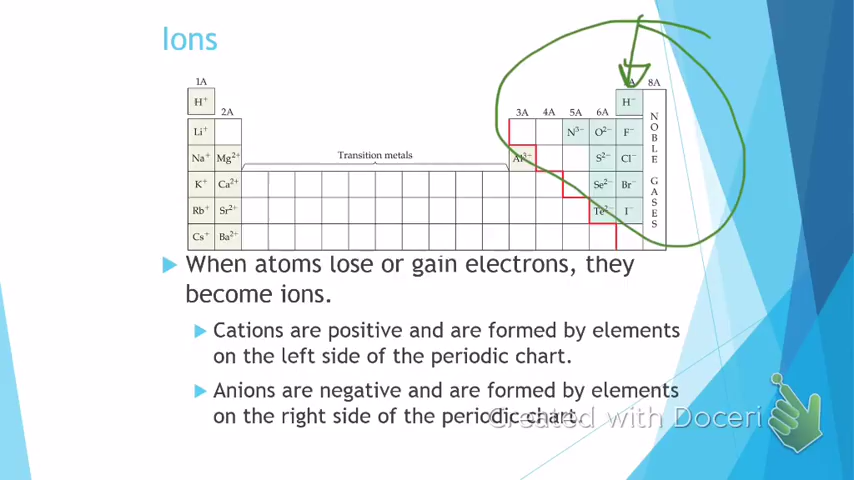 Ions
1A
2A
3A 4A 5A 6A 8A
H⁺ H⁻
Li⁺ N³⁻ O²⁻ F⁻
Na⁺ Mg²⁺ Transition metals Al³⁺ S²⁻ Cl⁻
K⁺ Ca²⁺ Se²⁻ Br⁻
Rb⁺ Sr²⁺ Te²⁻ I⁻
Cs⁺ Ba²⁺
NOBLE GASES
When atoms lose or gain electrons, they
become ions.
Cations are positive and are formed by elements
on the left side of the periodic chart.
Anions are negative and are formed by elements
on the right side of the periodic chart.
Created with Doceri